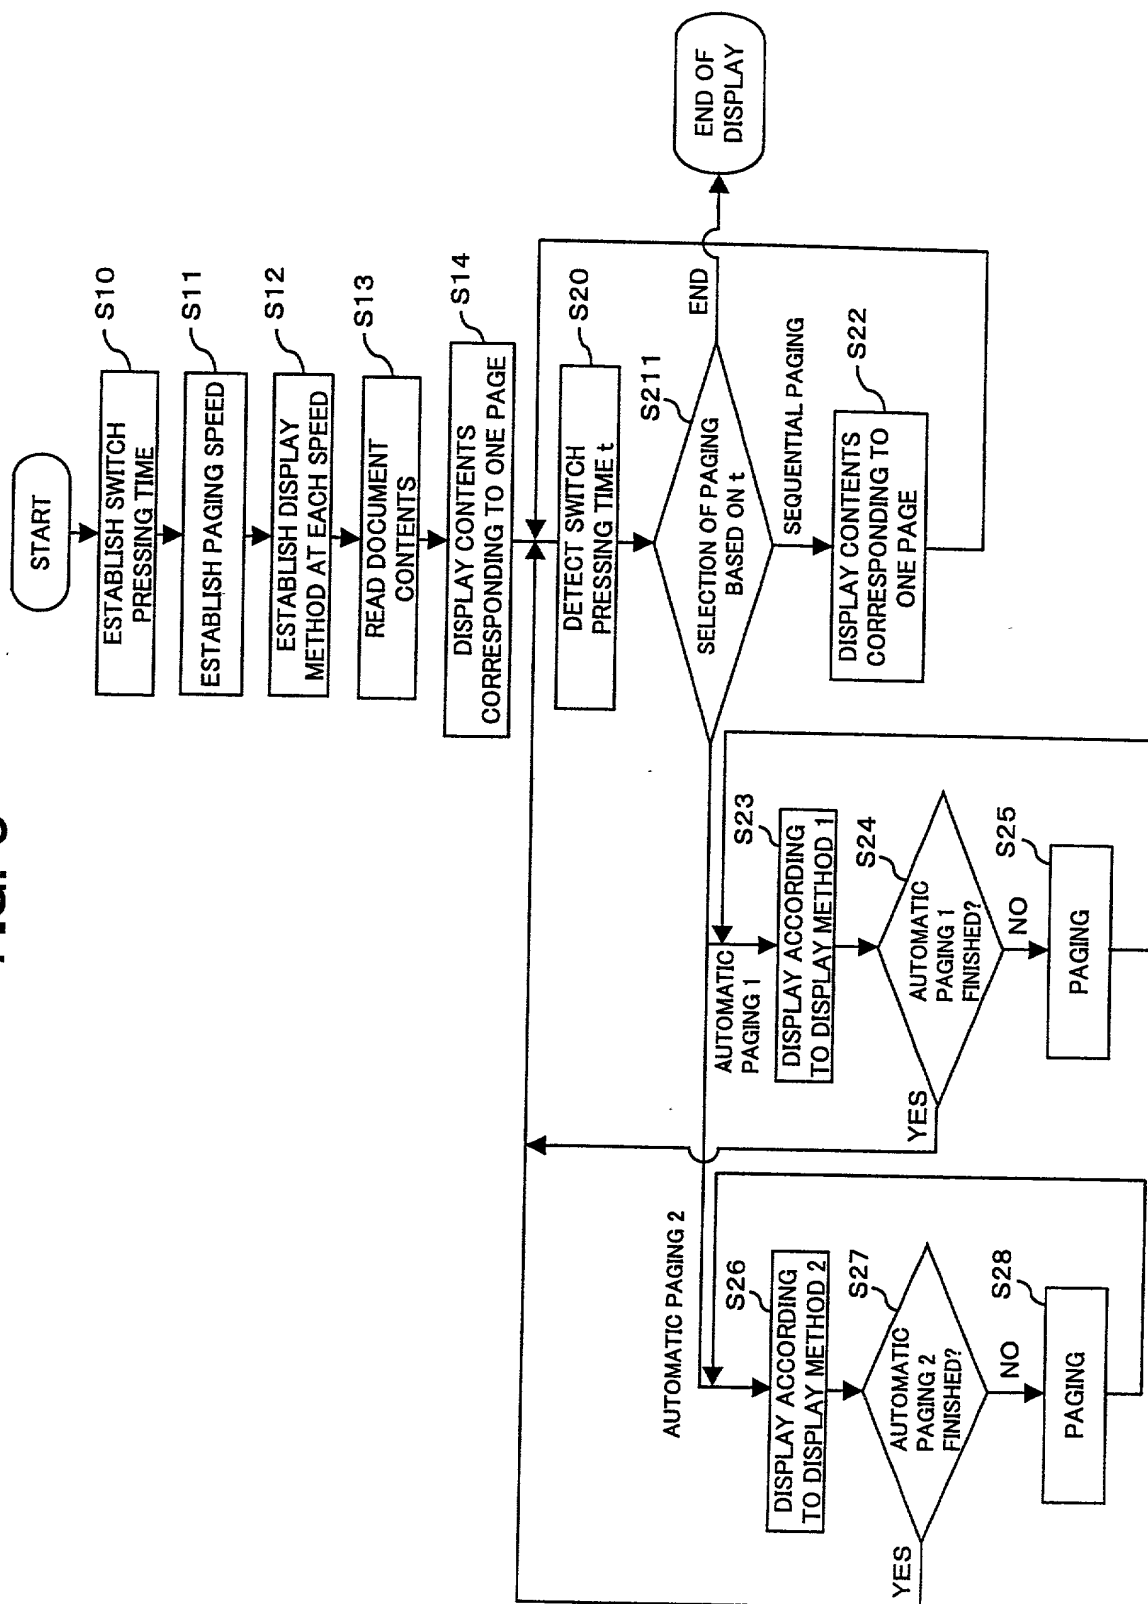 START
ESTABLISH SWITCH
PRESSING TIME
S10
ESTABLISH PAGING SPEED
S11
ESTABLISH DISPLAY
METHOD AT EACH SPEED
S12
READ DOCUMENT
CONTENTS
S13
DISPLAY CONTENTS
CORRESPONDING TO ONE PAGE
S14
DETECT SWITCH
PRESSING TIME t
S20
SELECTION OF PAGING
BASED ON t
S211
END
END OF
DISPLAY
SEQUENTIAL PAGING
DISPLAY CONTENTS
CORRESPONDING TO
ONE PAGE
S22
AUTOMATIC
PAGING 1
DISPLAY ACCORDING
TO DISPLAY METHOD 1
S23
AUTOMATIC
PAGING 1
FINISHED?
S24
YES
NO
PAGING
S25
AUTOMATIC PAGING 2
DISPLAY ACCORDING
TO DISPLAY METHOD 2
S26
AUTOMATIC
PAGING 2
FINISHED?
S27
YES
NO
PAGING
S28